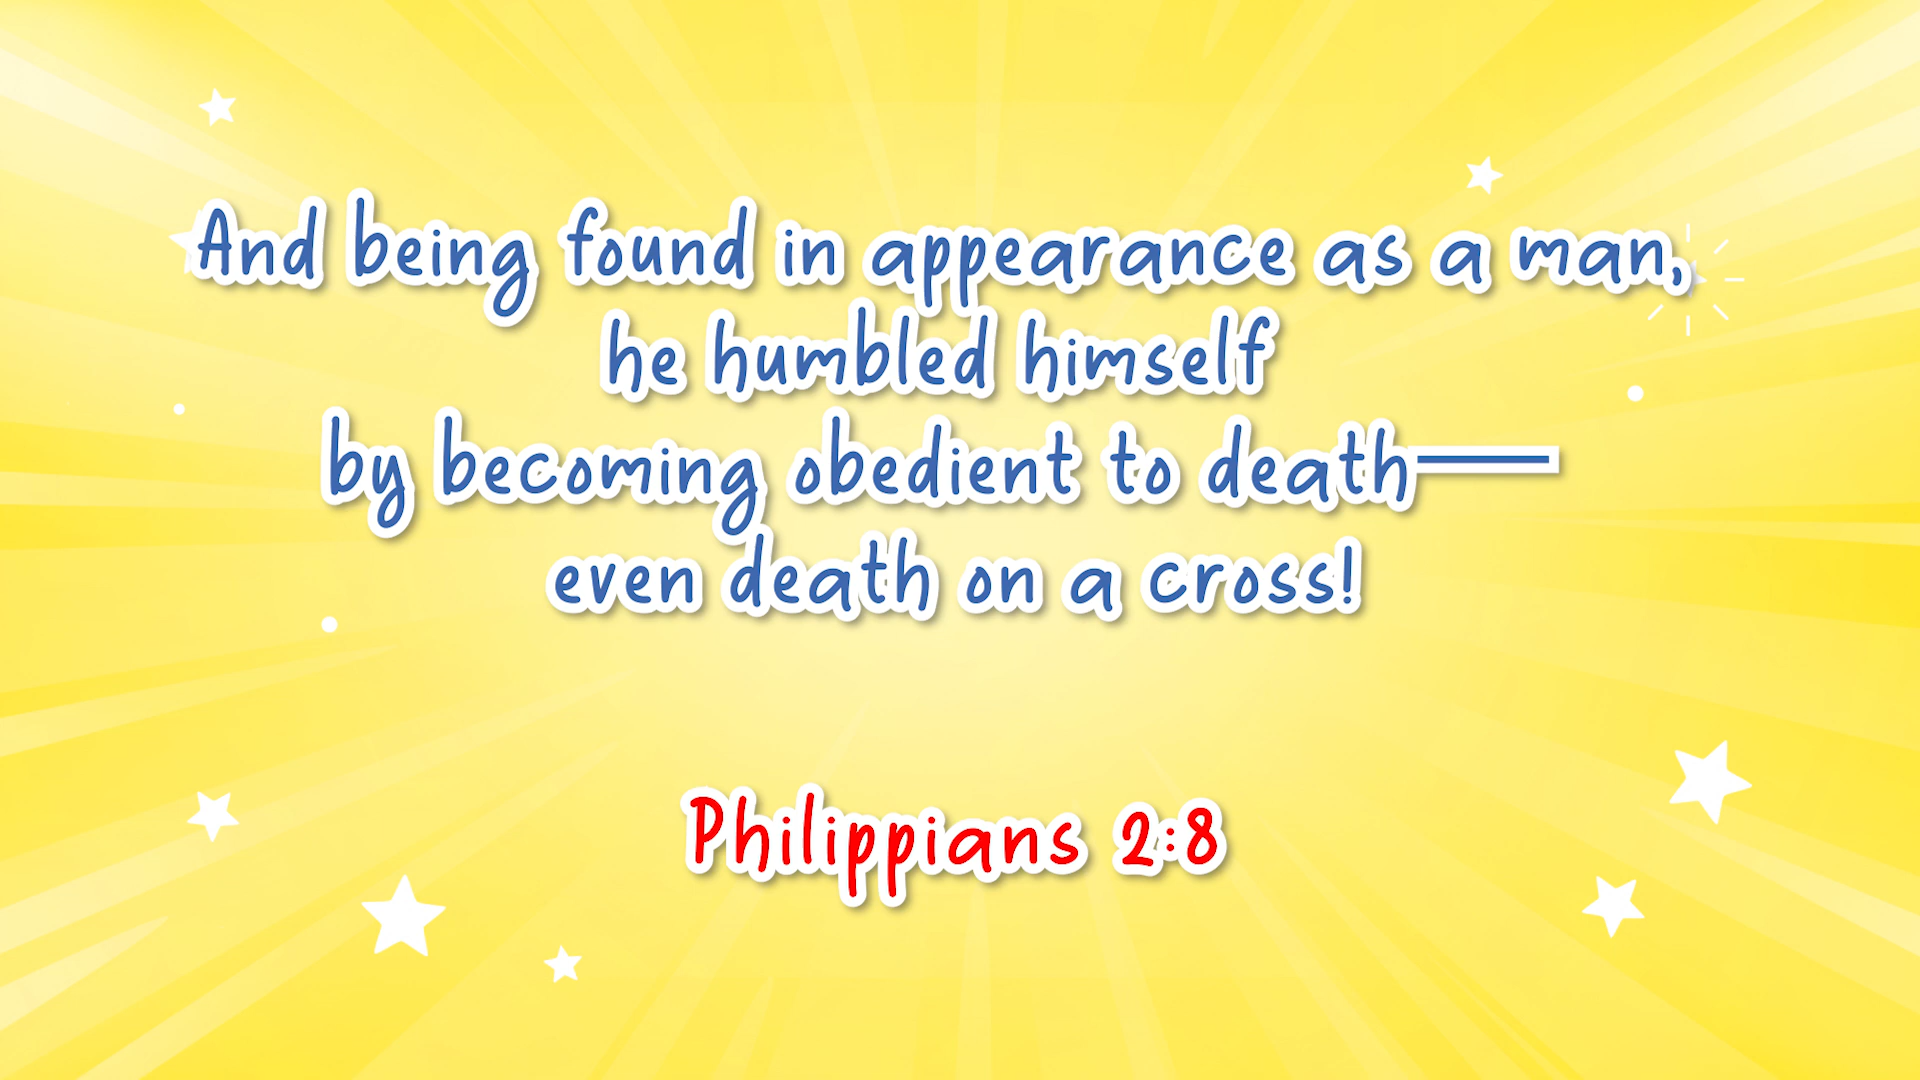 And being found in appearance as a man,
he humbled himself
by becoming obedient to death—
even death on a cross!
Philippians 2:8